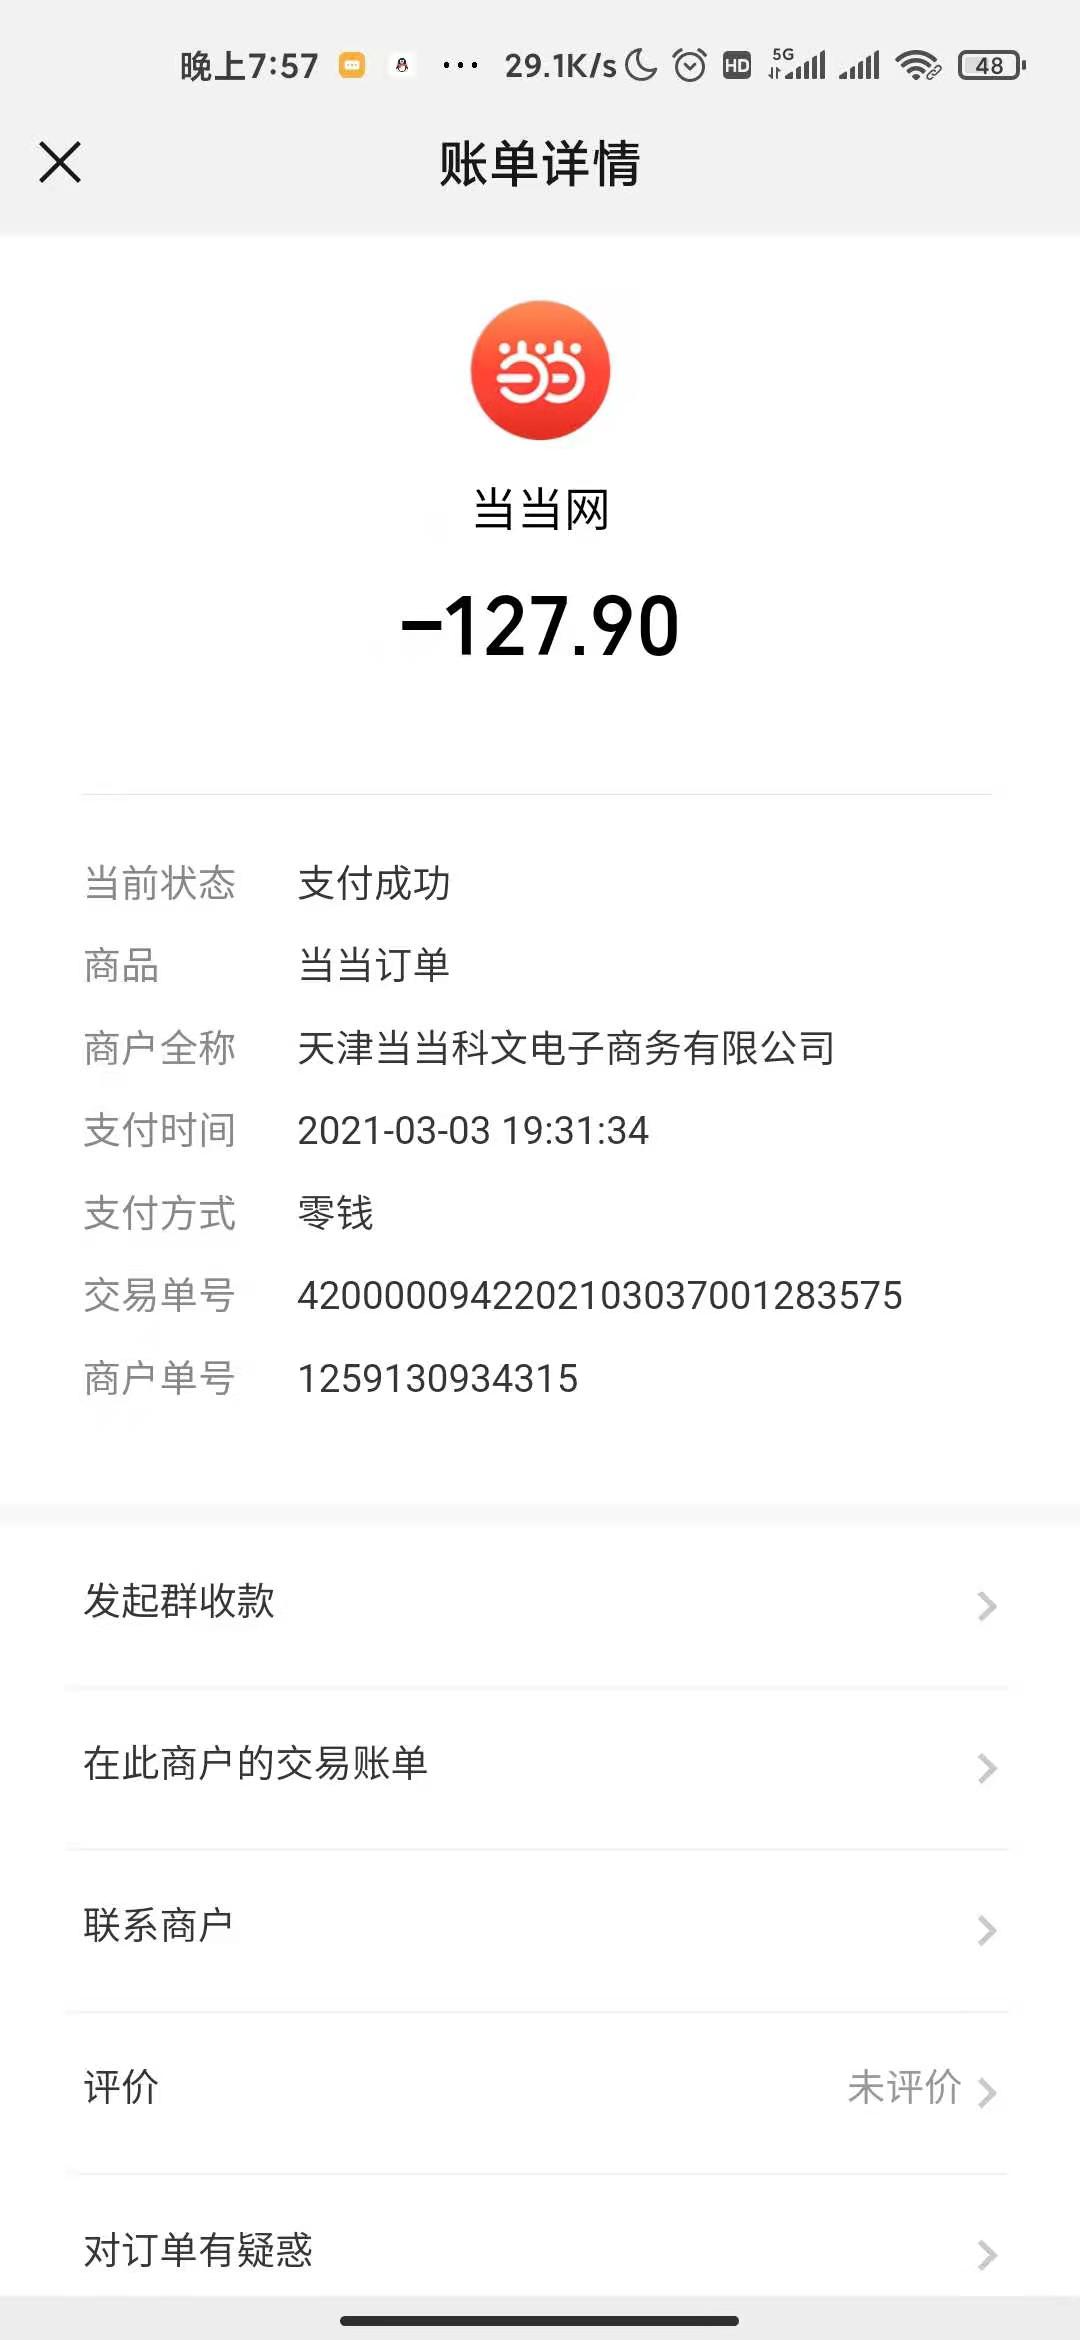 晚上7:57 ... 29.1K/s HD 5G 48
账单详情
当当网
-127.90
当前状态 支付成功
商品 当当订单
商户全称 天津当当科文电子商务有限公司
支付时间 2021-03-03 19:31:34
支付方式 零钱
交易单号 4200000942202103037001283575
商户单号 1259130934315
发起群收款
在此商户的交易账单
联系商户
评价 未评价
对订单有疑惑